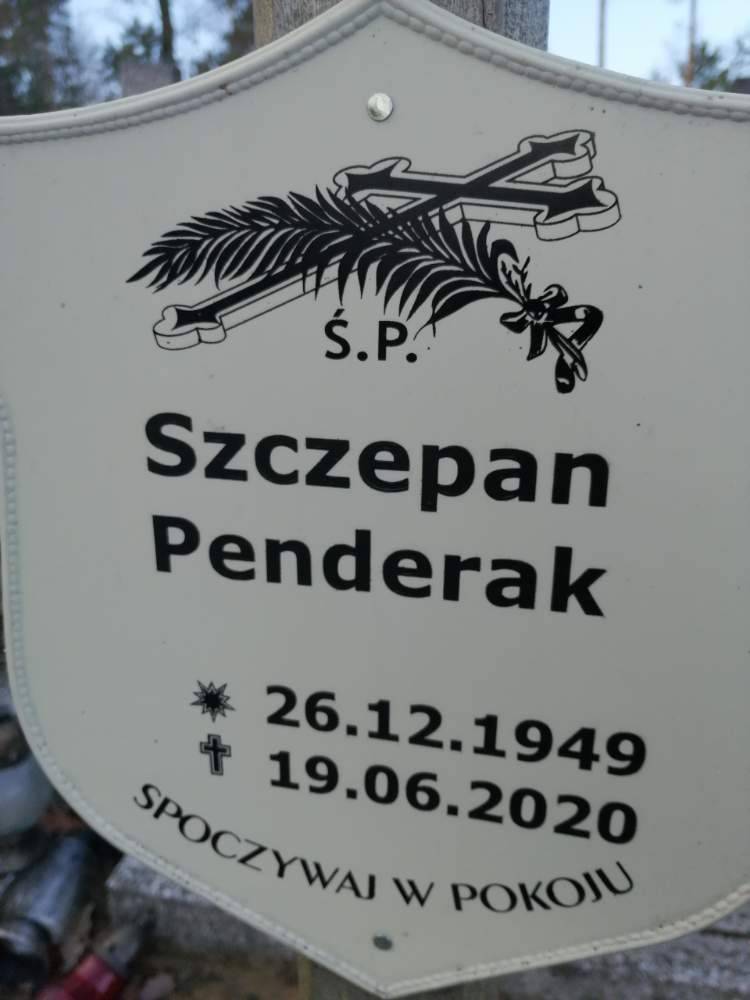 Ś.P.
Szczepan
Penderak
26.12.1949
19.06.2020
SPOCZYWAJ W POKOJU